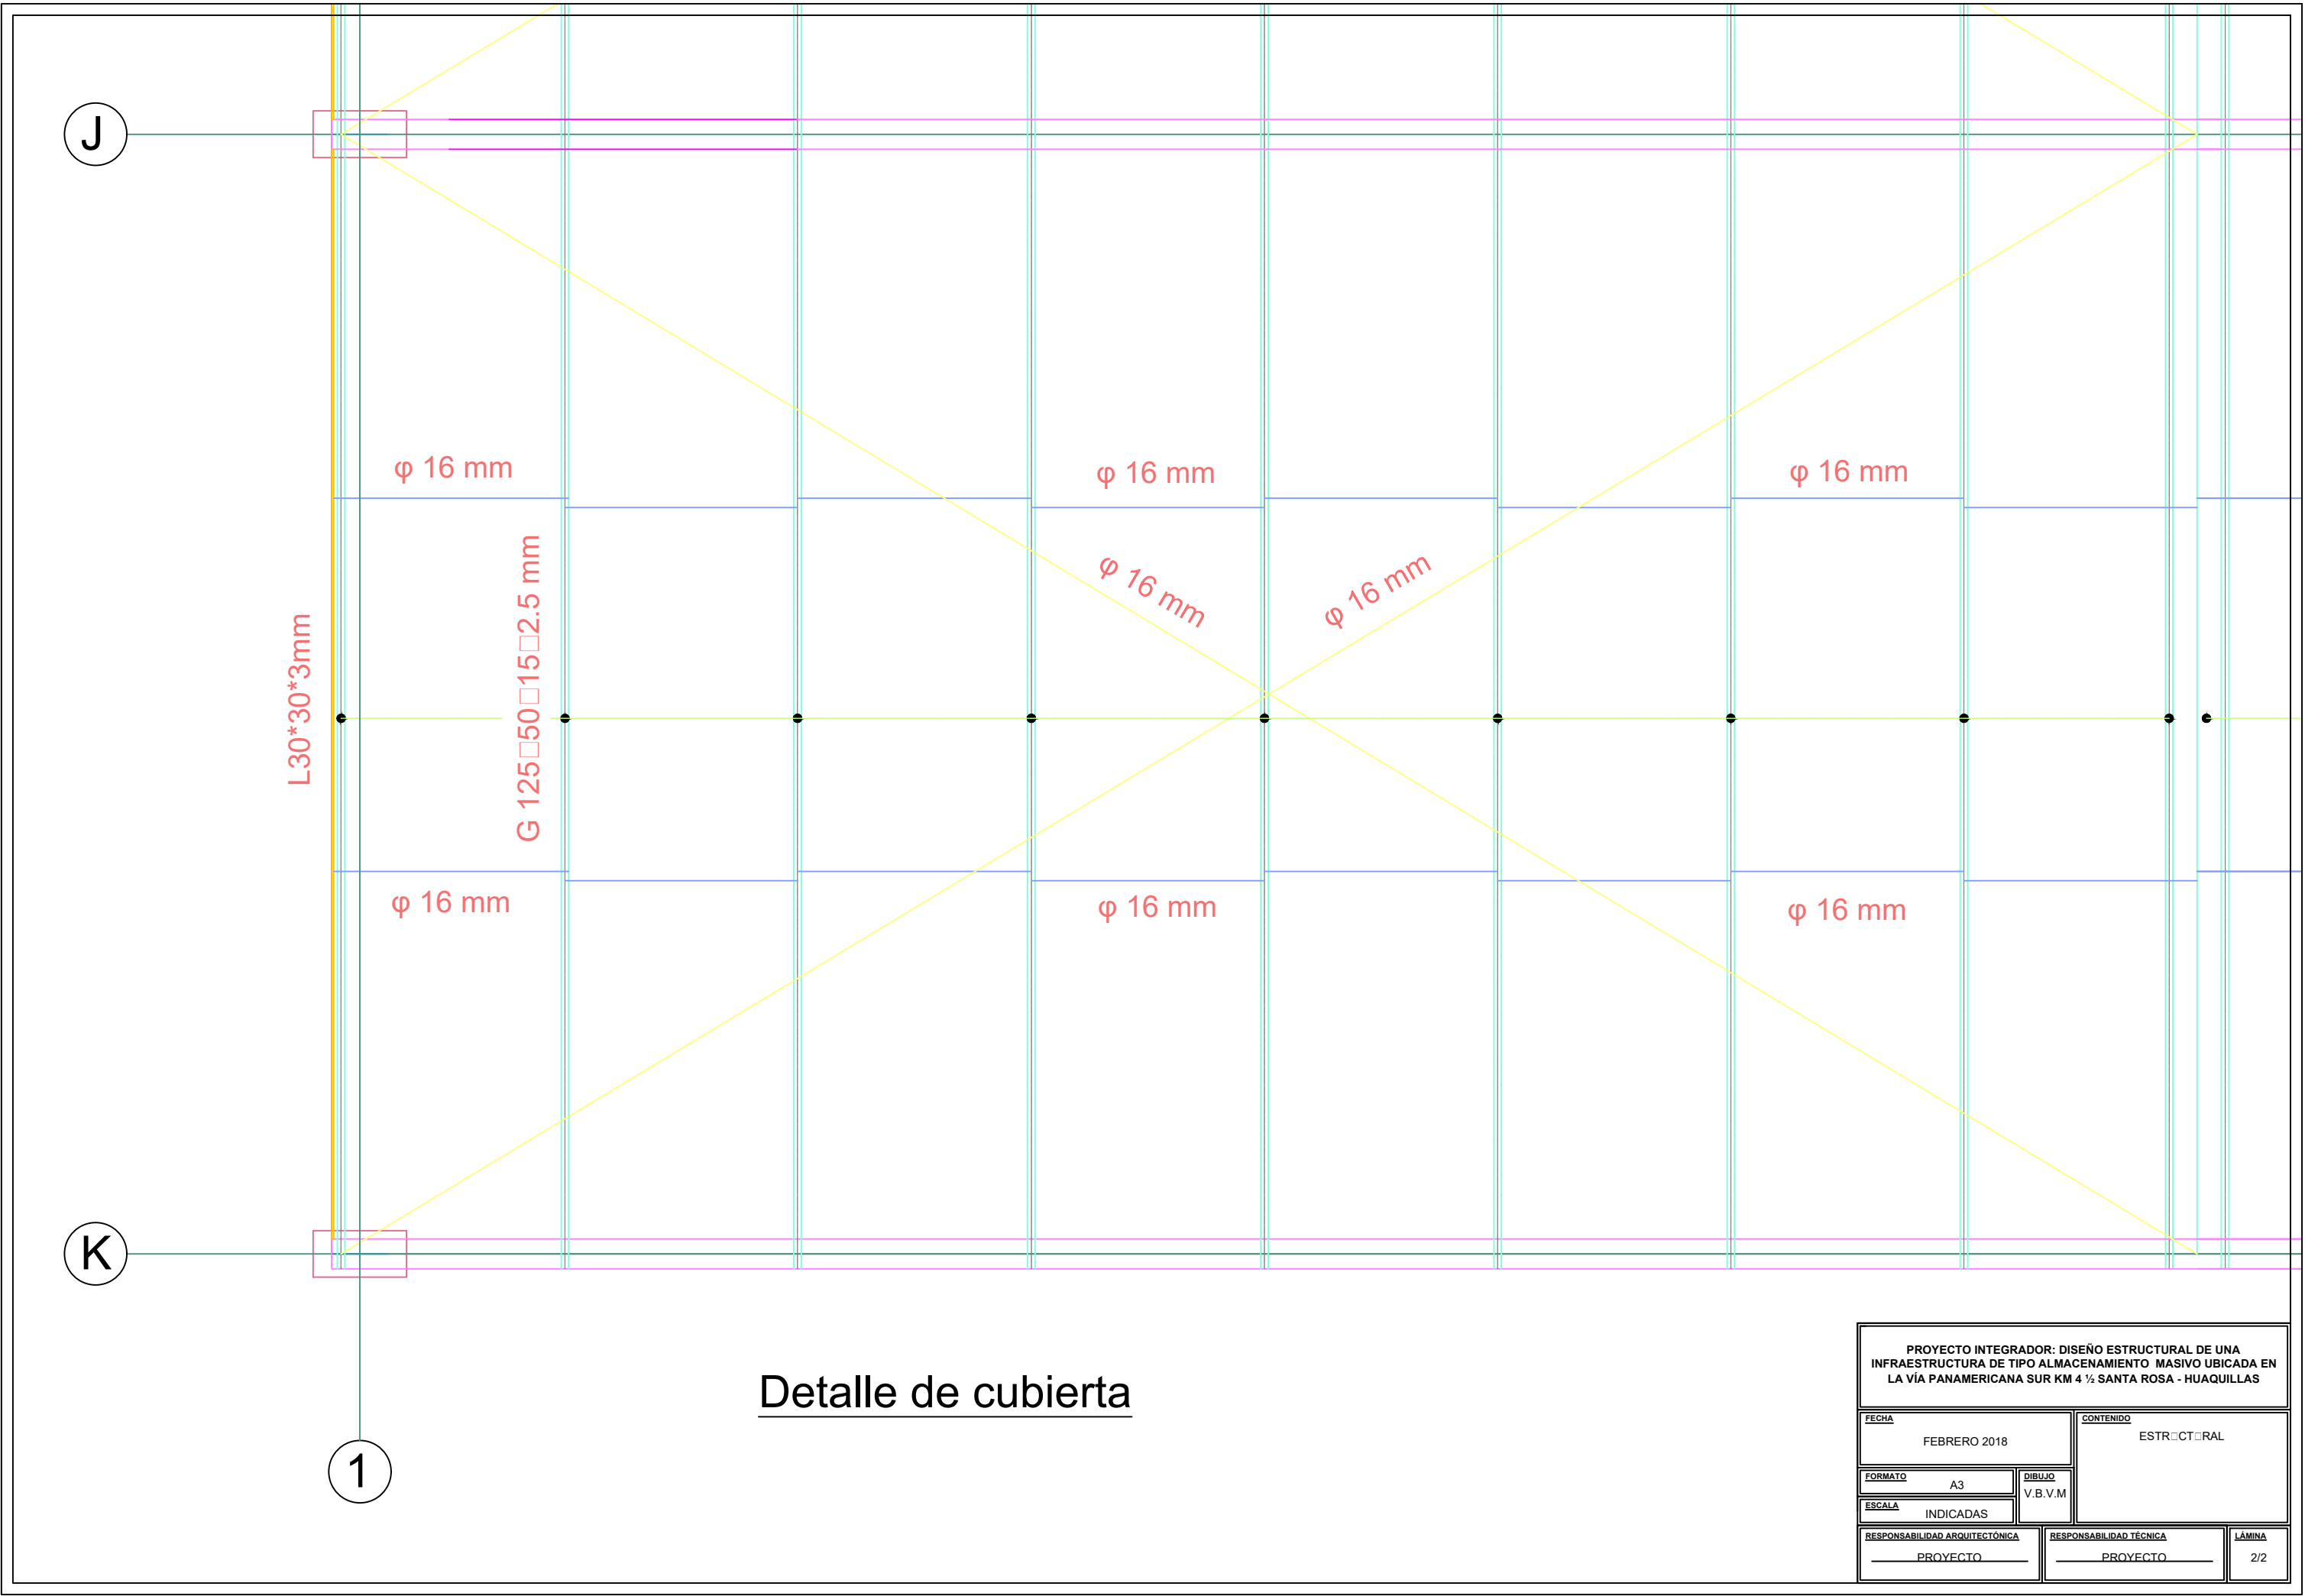 J
φ 16 mm
φ 16 mm
φ 16 mm
φ 16 mm
φ 16 mm
L30*30*3mm
G 125□50□15□2.5 mm
φ 16 mm
φ 16 mm
φ 16 mm
K
1
Detalle de cubierta
PROYECTO INTEGRADOR: DISEÑO ESTRUCTURAL DE UNA
INFRAESTRUCTURA DE TIPO ALMACENAMIENTO MASIVO UBICADA EN
LA VÍA PANAMERICANA SUR KM 4 ½ SANTA ROSA - HUAQUILLAS
FECHA
FEBRERO 2018
CONTENIDO
ESTR□CT□RAL
FORMATO
A3
DIBUJO
V.B.V.M
ESCALA
INDICADAS
RESPONSABILIDAD ARQUITECTÓNICA
PROYECTO
RESPONSABILIDAD TÉCNICA
PROYECTO
LÁMINA
2/2